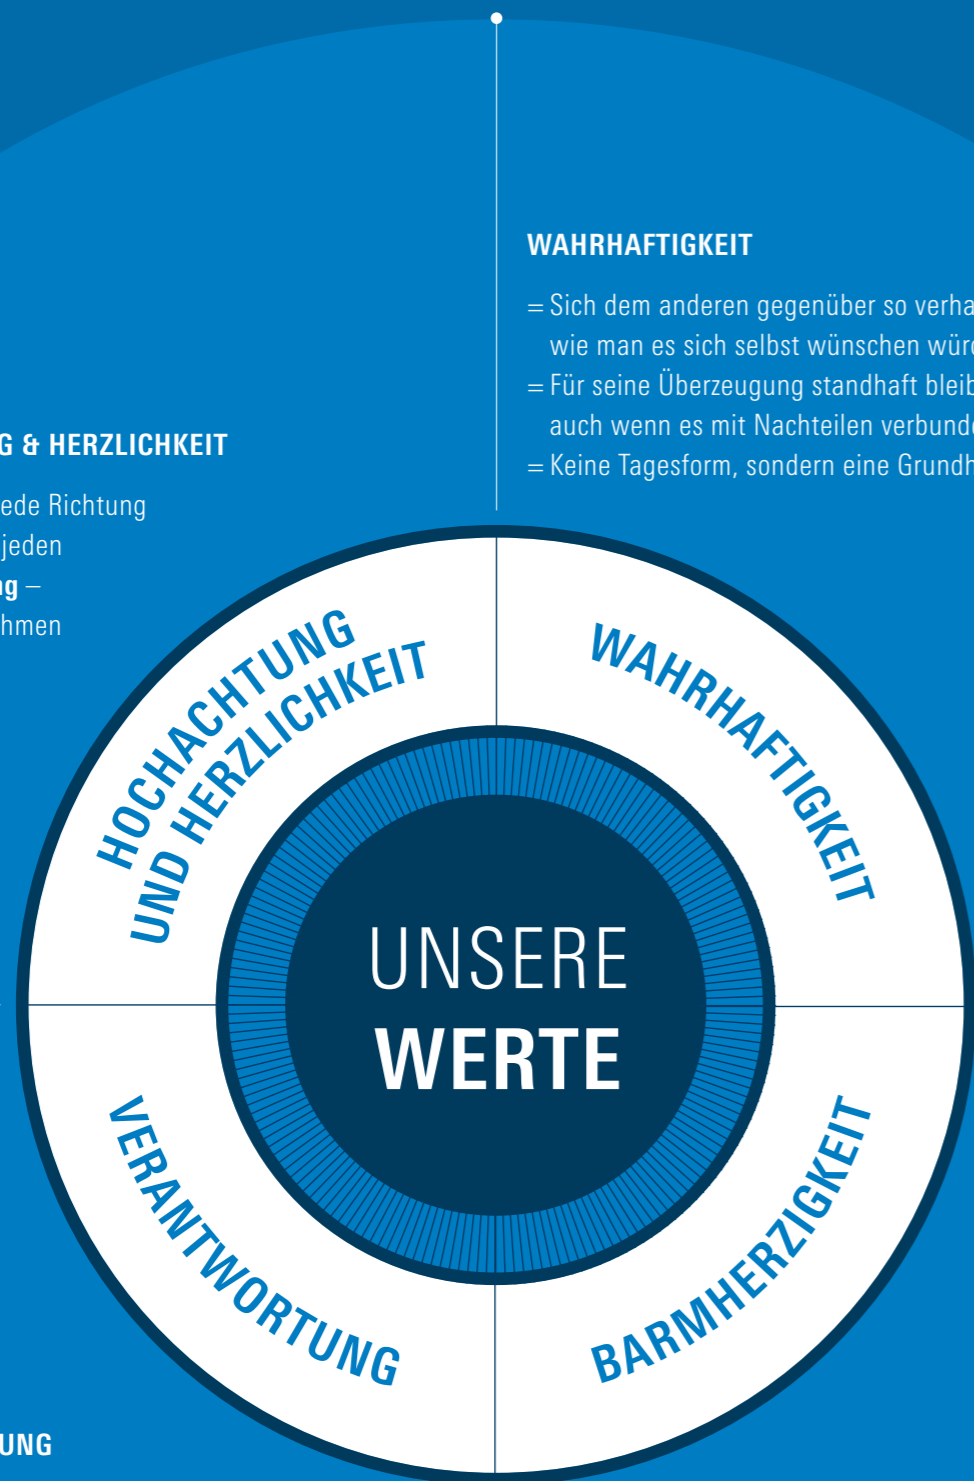 WAHRHAFTIGKEIT
= Sich dem anderen gegenüber so verha
wie man es sich selbst wünschen würd
= Für seine Überzeugung standhaft bleib
auch wenn es mit Nachteilen verbunde
= Keine Tagesform, sondern eine Grundh
G & HERZLICHKEIT
ede Richtung
jeden
ng –
hmen
HOCHACHTUNG
UND HERZLICHKEIT
WAHRHAFTIGKEIT
UNSERE
WERTE
VERANTWORTUNG
BARMHERZIGKEIT
UNG